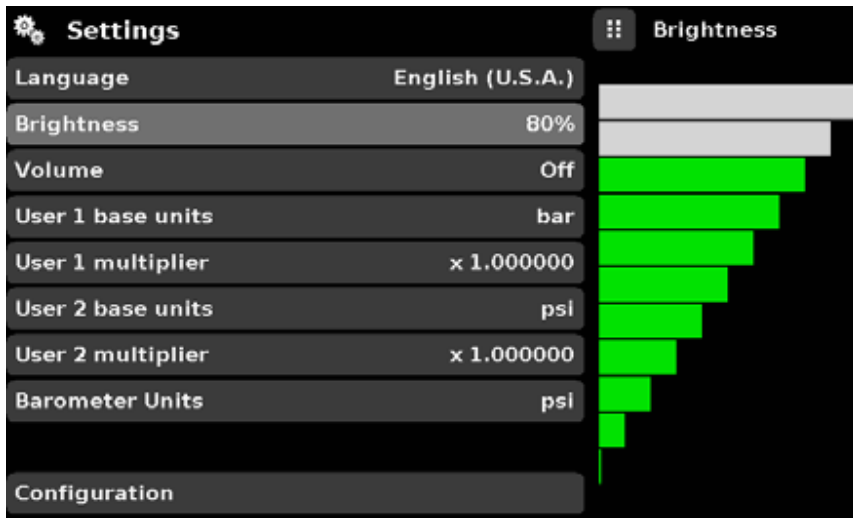 Settings
Brightness
Language English (U.S.A.)
Brightness 80%
Volume Off
User 1 base units bar
User 1 multiplier x 1.000000
User 2 base units psi
User 2 multiplier x 1.000000
Barometer Units psi
Configuration